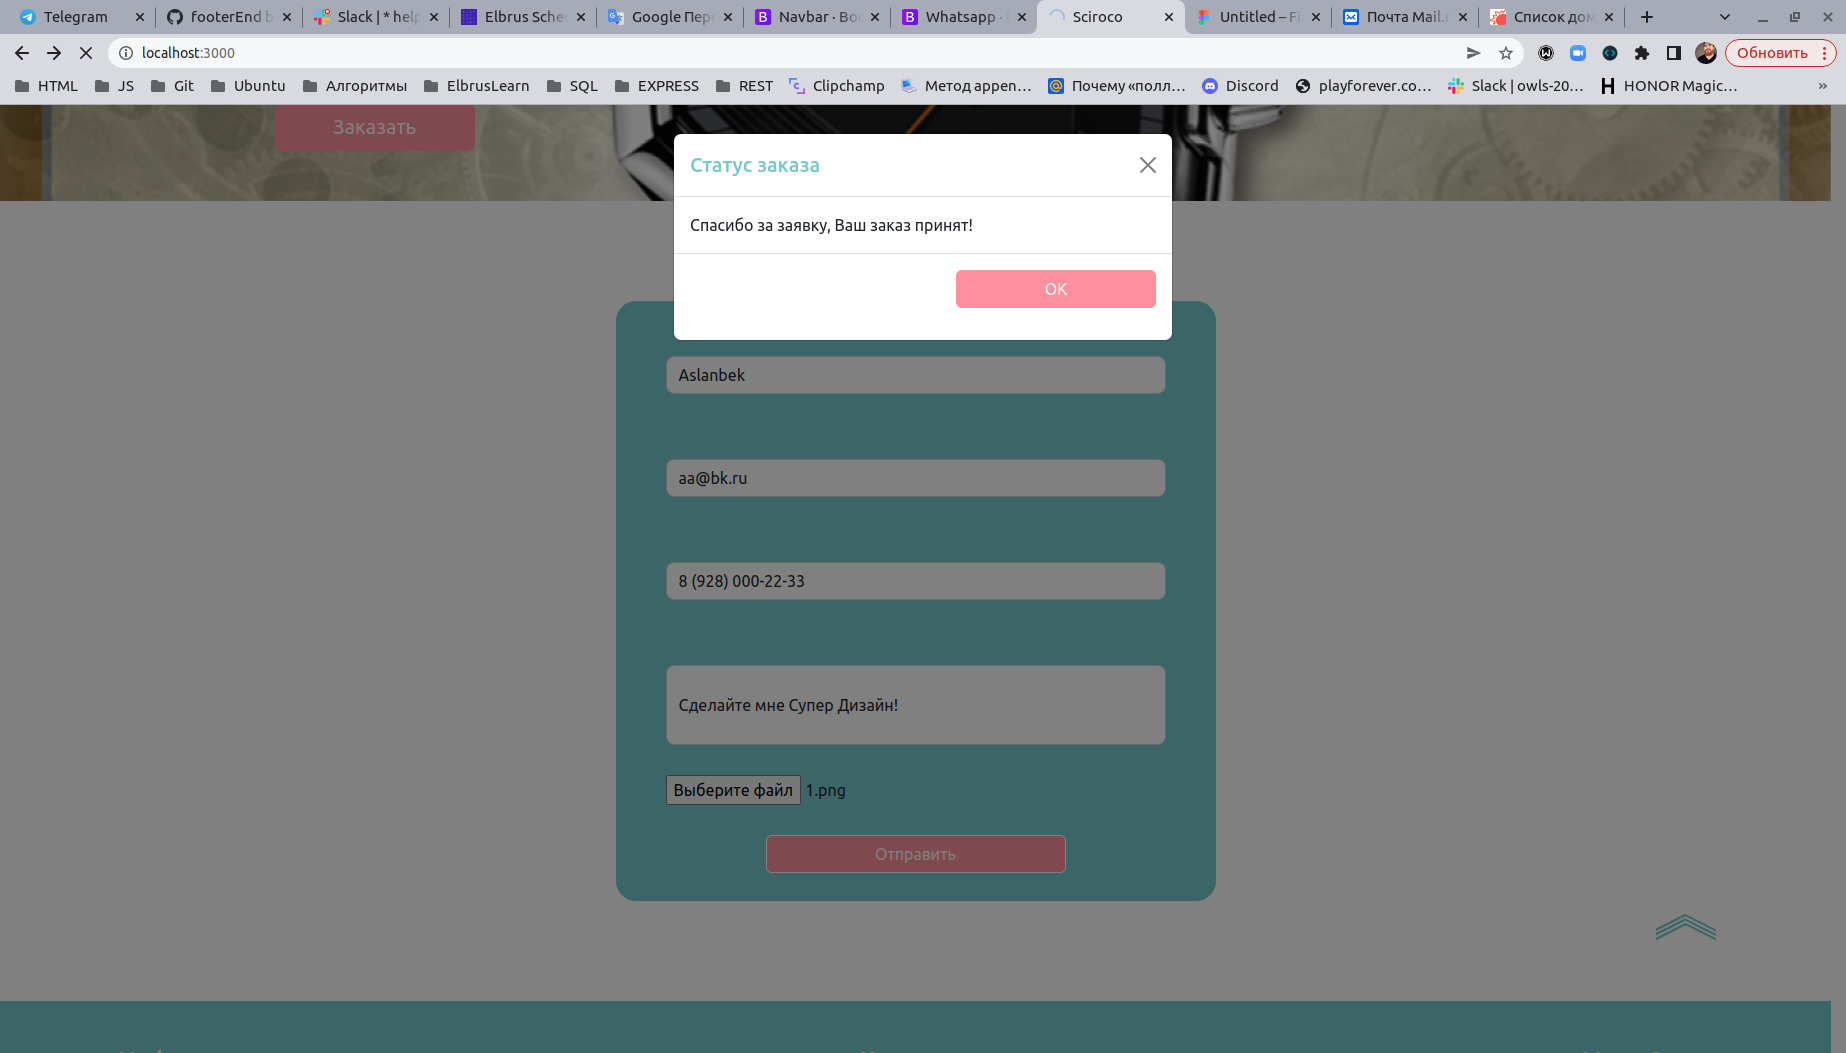 Telegram
footerEnd b
Slack | * help
Elbrus Sche
Google Пер
Navbar · Boo
Whatsapp ·
Sciroco
Untitled – Fi
Почта Mail.r
Список дом
localhost:3000
Обновить
HTML
JS
Git
Ubuntu
Алгоритмы
ElbrusLearn
SQL
EXPRESS
REST
Clipchamp
Метод appen...
Почему «полл...
Discord
playforever.co...
Slack | owls-20...
HONOR Magic...
»
Заказать
Статус заказа
Спасибо за заявку, Ваш заказ принят!
OK
Aslanbek
aa@bk.ru
8 (928) 000-22-33
Сделайте мне Супер Дизайн!
Выберите файл 1.png
Отправить